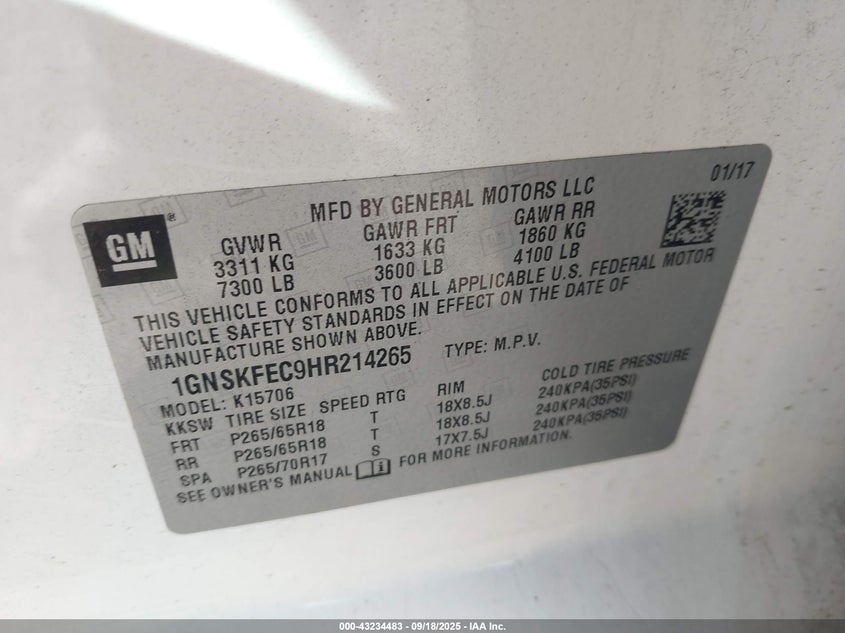 01/17
MFD BY GENERAL MOTORS LLC
GM ®
GVWR GAWR FRT GAWR RR
3311 KG 1633 KG 1860 KG
7300 LB 3600 LB 4100 LB
THIS VEHICLE CONFORMS TO ALL APPLICABLE U.S. FEDERAL MOTOR
VEHICLE SAFETY STANDARDS IN EFFECT ON THE DATE OF
MANUFACTURE SHOWN ABOVE.
1GNSKFEC9HR214265 TYPE: M.P.V.
MODEL: K15706
KKSW TIRE SIZE SPEED RTG RIM COLD TIRE PRESSURE
FRT P265/65R18 T 18X8.5J 240KPA(35PSI)
RR P265/65R18 T 18X8.5J 240KPA(35PSI)
SPA P265/70R17 S 17X7.5J 240KPA(35PSI)
SEE OWNER'S MANUAL FOR MORE INFORMATION.
000-43234483 - 09/18/2025 - IAA Inc.